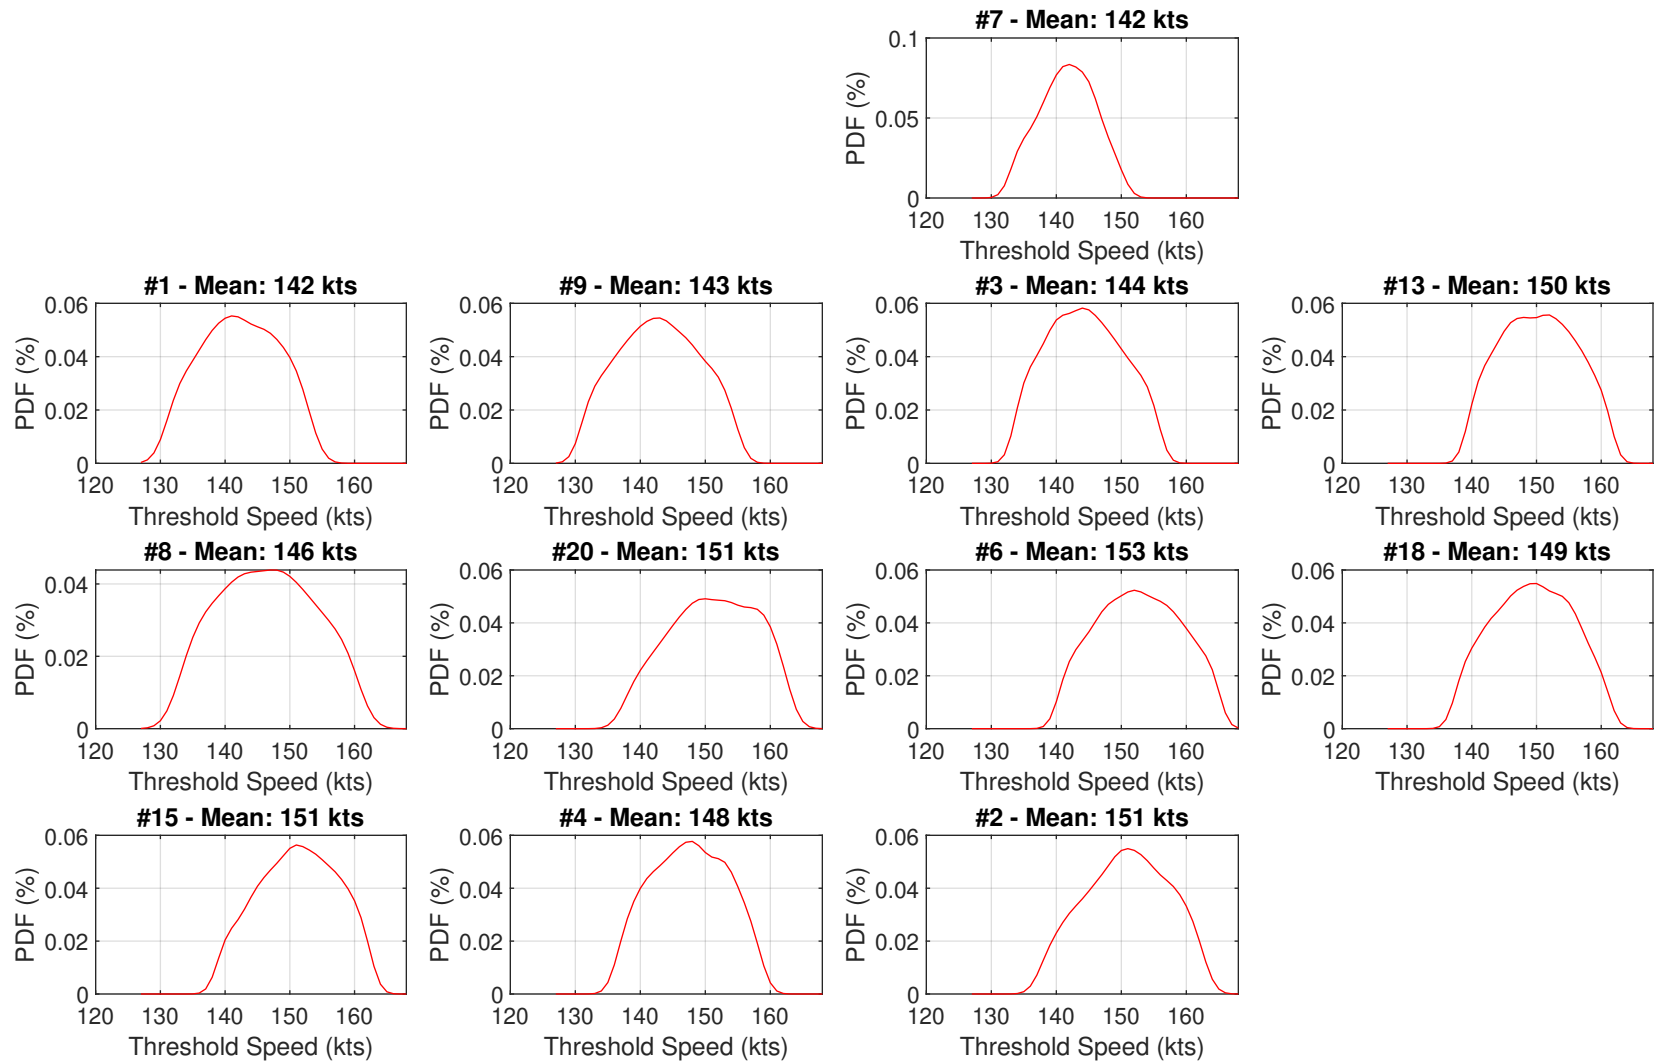 #7 - Mean: 142 kts
PDF (%)
0.1
0.05
0
120 130 140 150 160
Threshold Speed (kts)
#1 - Mean: 142 kts
PDF (%)
0.06
0.04
0.02
0
120 130 140 150 160
Threshold Speed (kts)
#9 - Mean: 143 kts
PDF (%)
0.06
0.04
0.02
0
120 130 140 150 160
Threshold Speed (kts)
#3 - Mean: 144 kts
PDF (%)
0.06
0.04
0.02
0
120 130 140 150 160
Threshold Speed (kts)
#13 - Mean: 150 kts
PDF (%)
0.06
0.04
0.02
0
120 130 140 150 160
Threshold Speed (kts)
#8 - Mean: 146 kts
PDF (%)
0.04
0.02
0
120 130 140 150 160
Threshold Speed (kts)
#20 - Mean: 151 kts
PDF (%)
0.06
0.04
0.02
0
120 130 140 150 160
Threshold Speed (kts)
#6 - Mean: 153 kts
PDF (%)
0.06
0.04
0.02
0
120 130 140 150 160
Threshold Speed (kts)
#18 - Mean: 149 kts
PDF (%)
0.06
0.04
0.02
0
120 130 140 150 160
Threshold Speed (kts)
#15 - Mean: 151 kts
PDF (%)
0.06
0.04
0.02
0
120 130 140 150 160
Threshold Speed (kts)
#4 - Mean: 148 kts
PDF (%)
0.06
0.04
0.02
0
120 130 140 150 160
Threshold Speed (kts)
#2 - Mean: 151 kts
PDF (%)
0.06
0.04
0.02
0
120 130 140 150 160
Threshold Speed (kts)